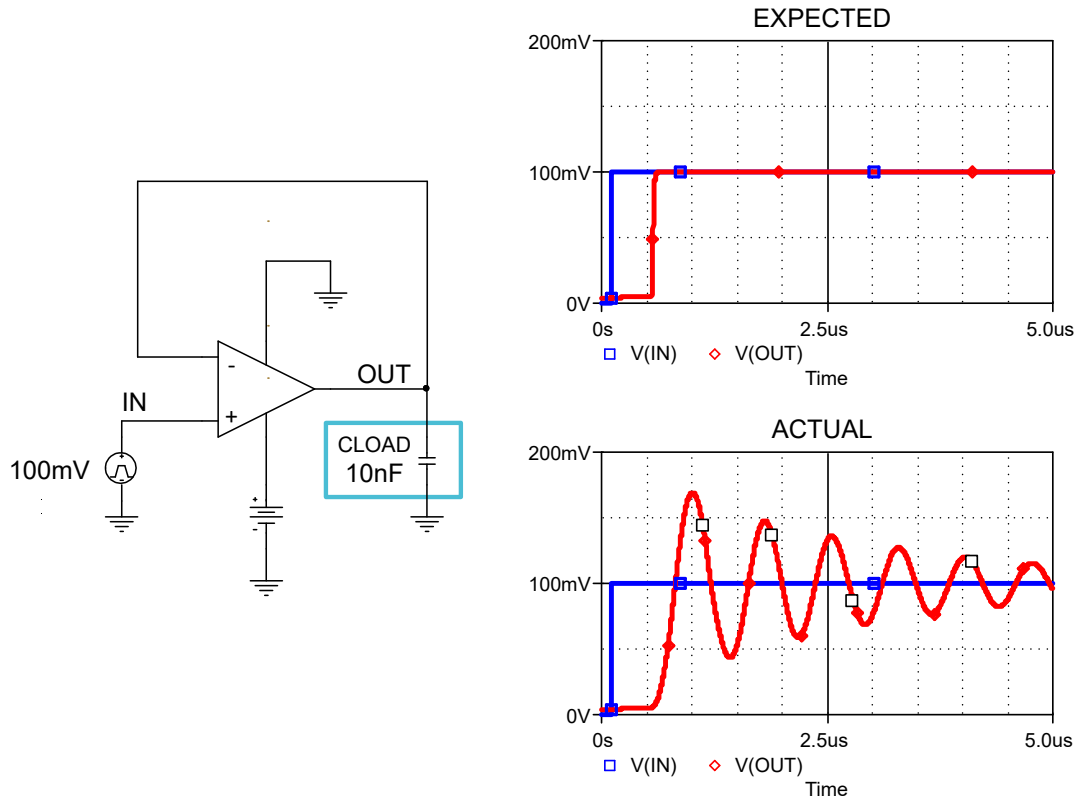 EXPECTED
200mV
100mV
0V
0s 2.5us 5.0us
V(IN) V(OUT)
Time
OUT
-
+
IN
100mV
+
+
-
CLOAD
10nF
ACTUAL
200mV
100mV
0V
0s 2.5us 5.0us
V(IN) V(OUT)
Time